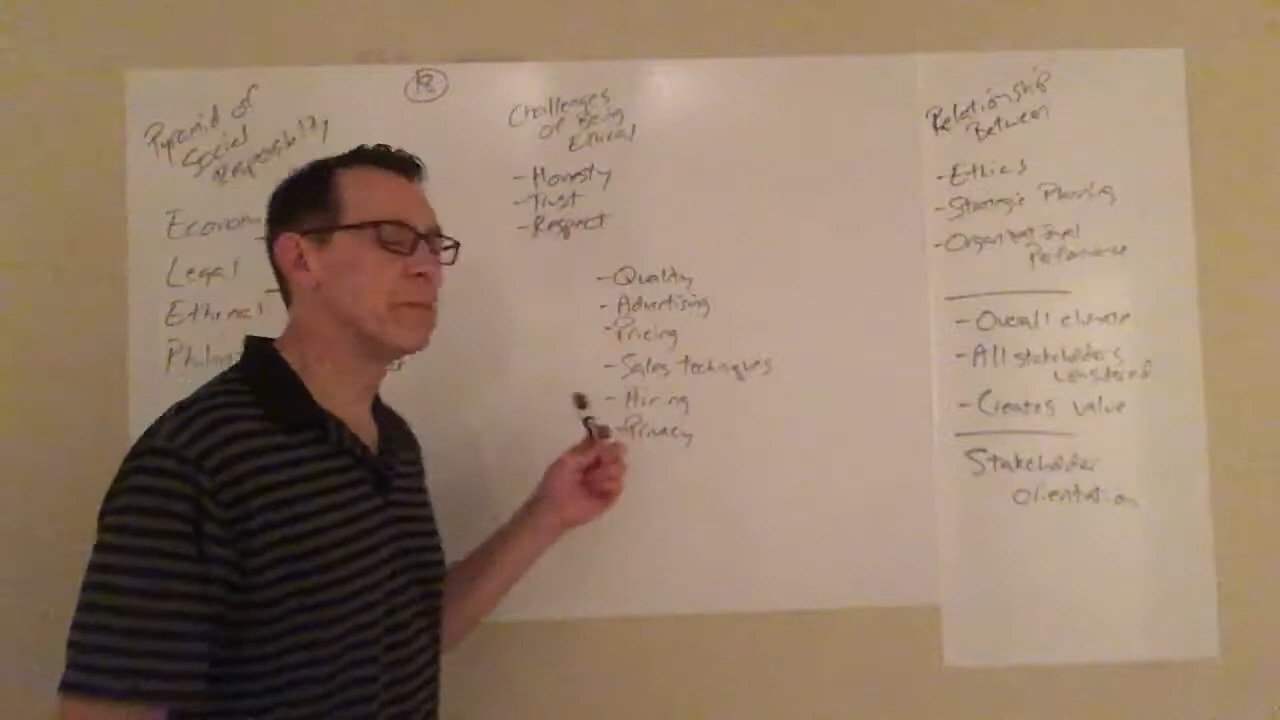 Pyramid of
Social
Responsibility
Legal
Ethical
Challenges
of Being
Ethical
- Honesty
- Trust
- Respect
- Quality
- Advertising
- Pricing
- Sales techniques
- Hiring
- Privacy
Relationship
Between
- Ethics
- Strategic Planning
- Organizational
Performance
- Overall climate
- All stakeholders
considered
- Creates value
Stakeholder
orientation